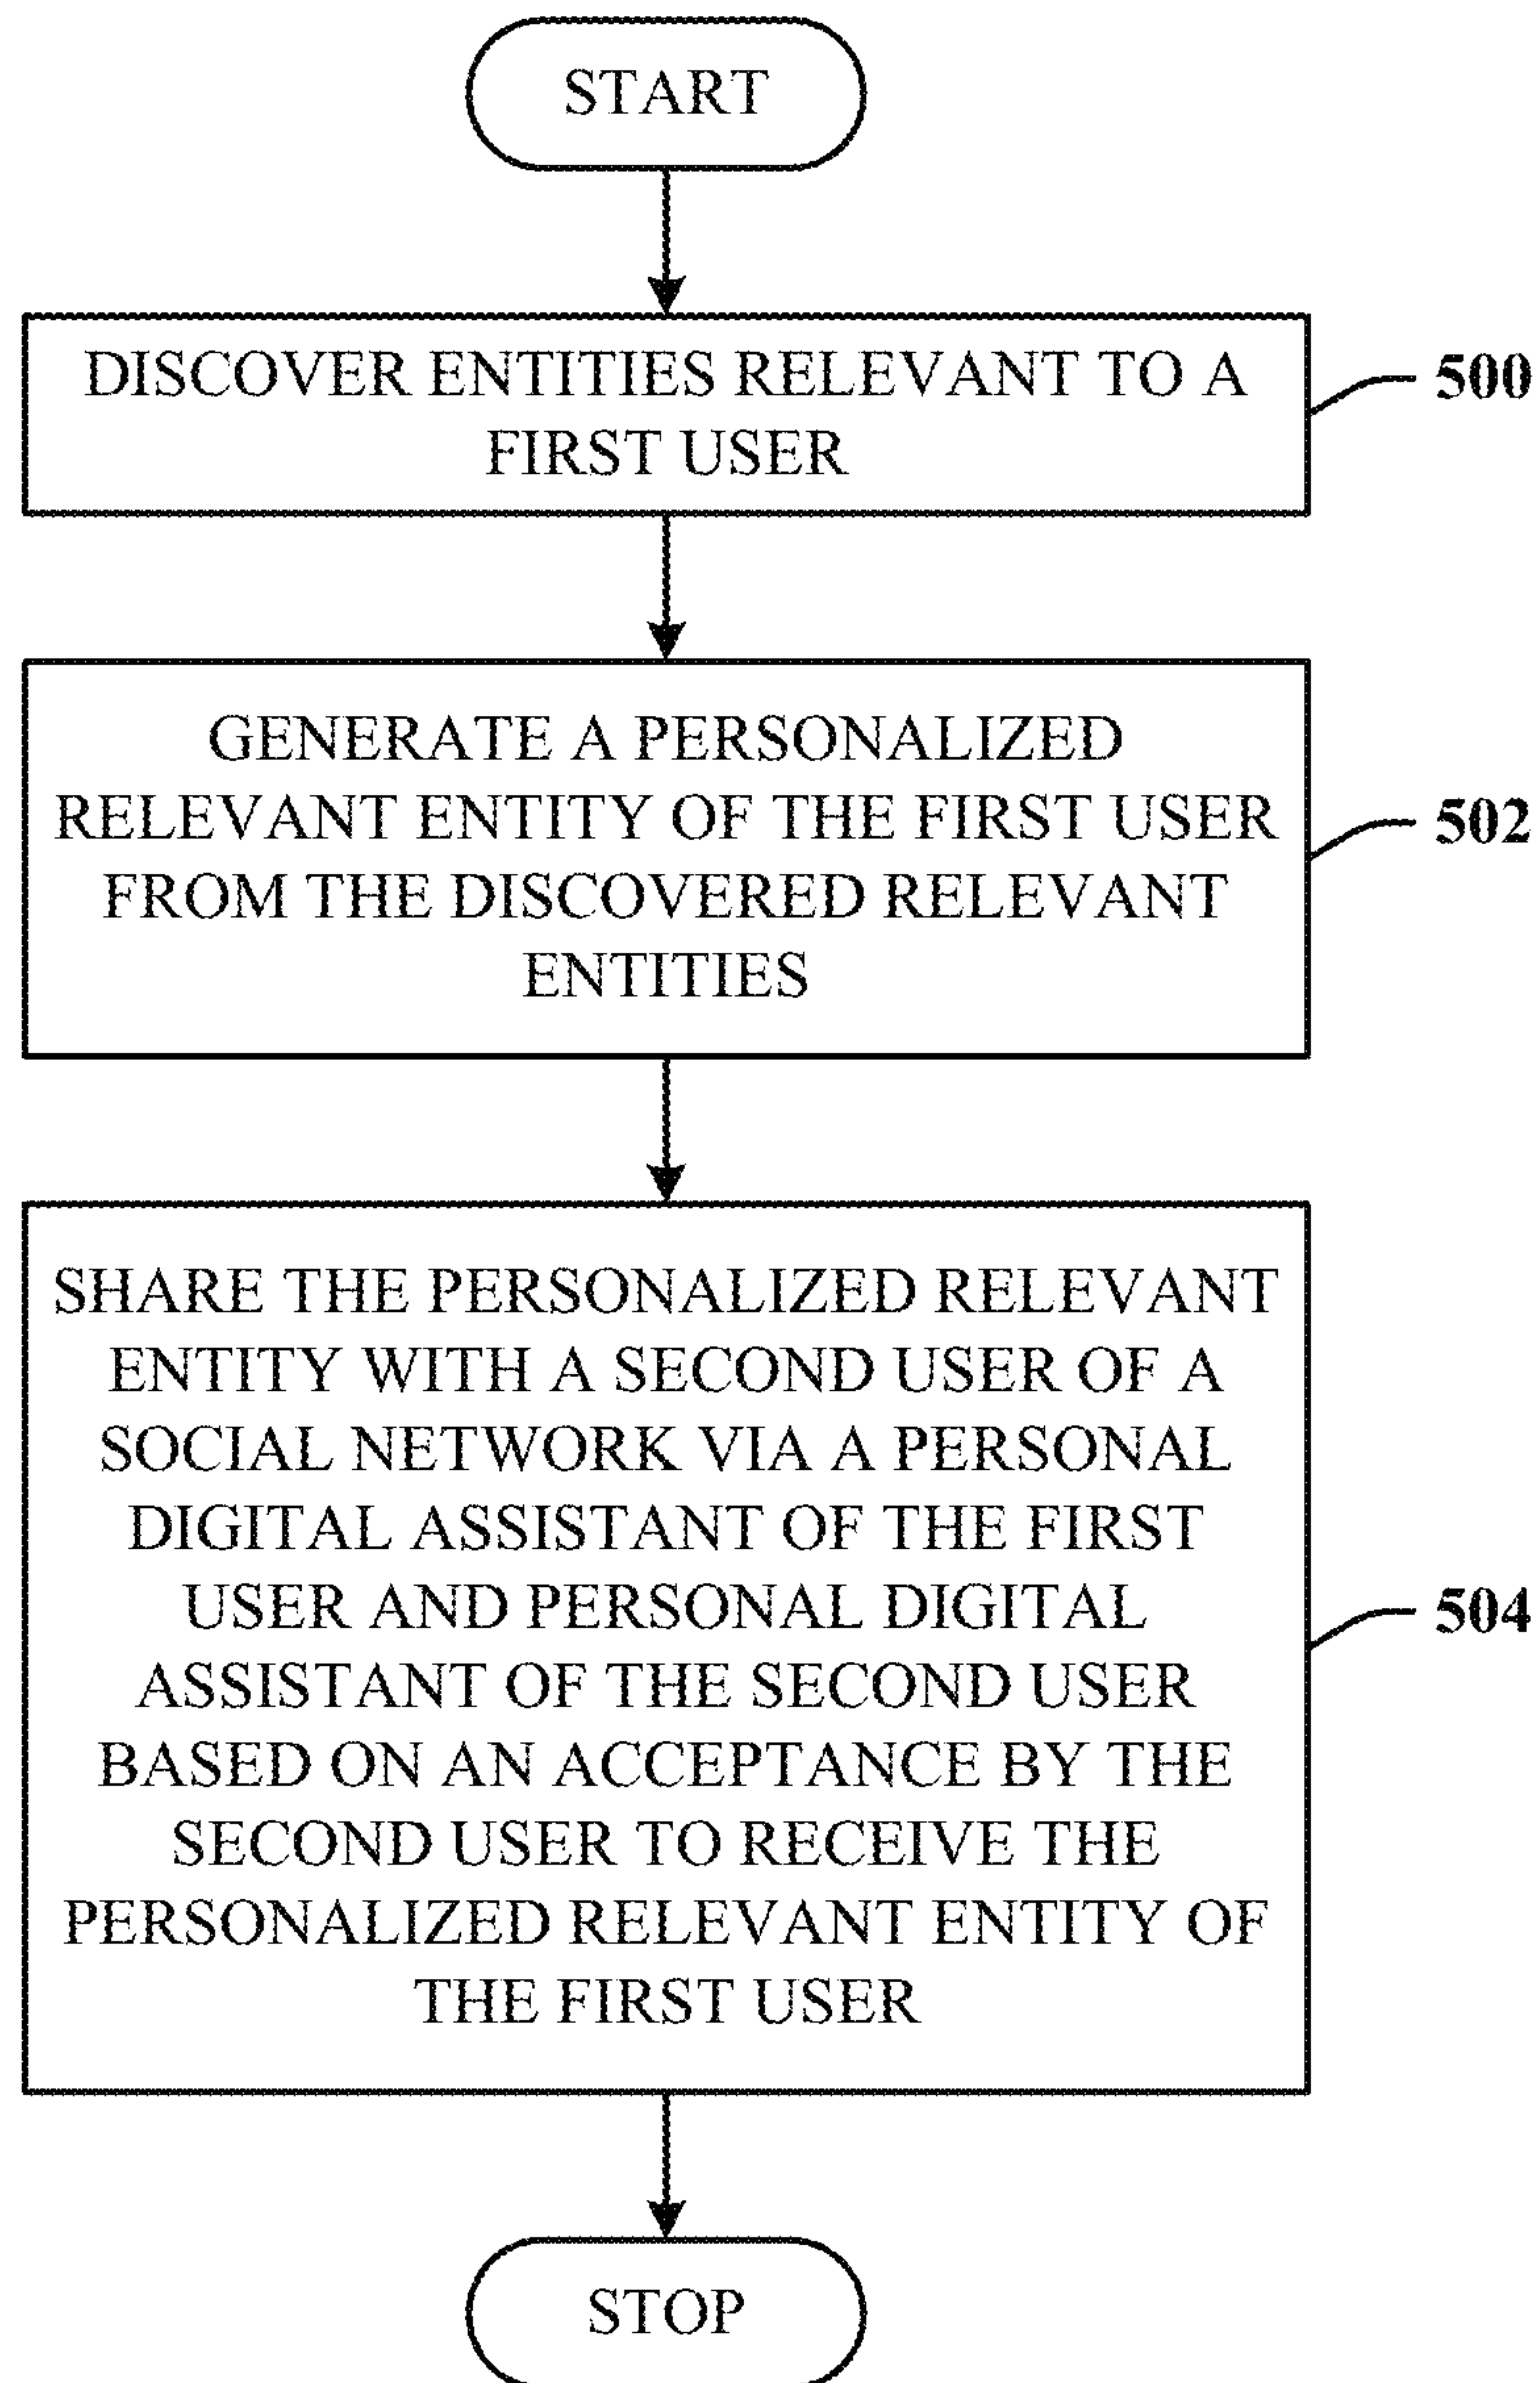 START
DISCOVER ENTITIES RELEVANT TO A
FIRST USER
500
GENERATE A PERSONALIZED
RELEVANT ENTITY OF THE FIRST USER
FROM THE DISCOVERED RELEVANT
ENTITIES
502
SHARE THE PERSONALIZED RELEVANT
ENTITY WITH A SECOND USER OF A
SOCIAL NETWORK VIA A PERSONAL
DIGITAL ASSISTANT OF THE FIRST
USER AND PERSONAL DIGITAL
ASSISTANT OF THE SECOND USER
BASED ON AN ACCEPTANCE BY THE
SECOND USER TO RECEIVE THE
PERSONALIZED RELEVANT ENTITY OF
THE FIRST USER
504
STOP